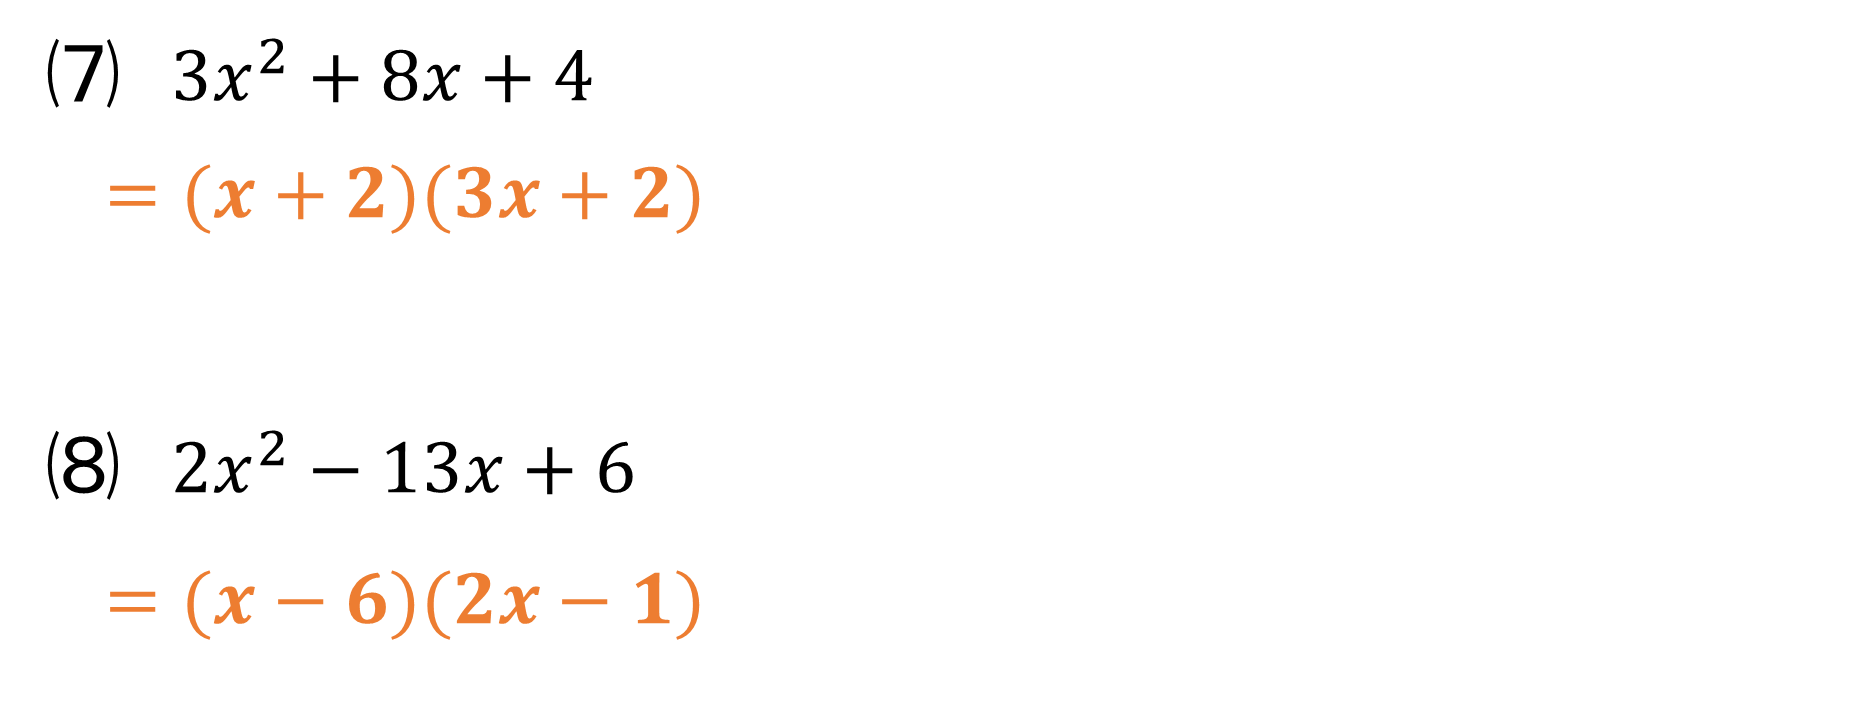 (7) 3x² + 8x + 4
= (x + 2)(3x + 2)
(8) 2x² − 13x + 6
= (x − 6)(2x − 1)